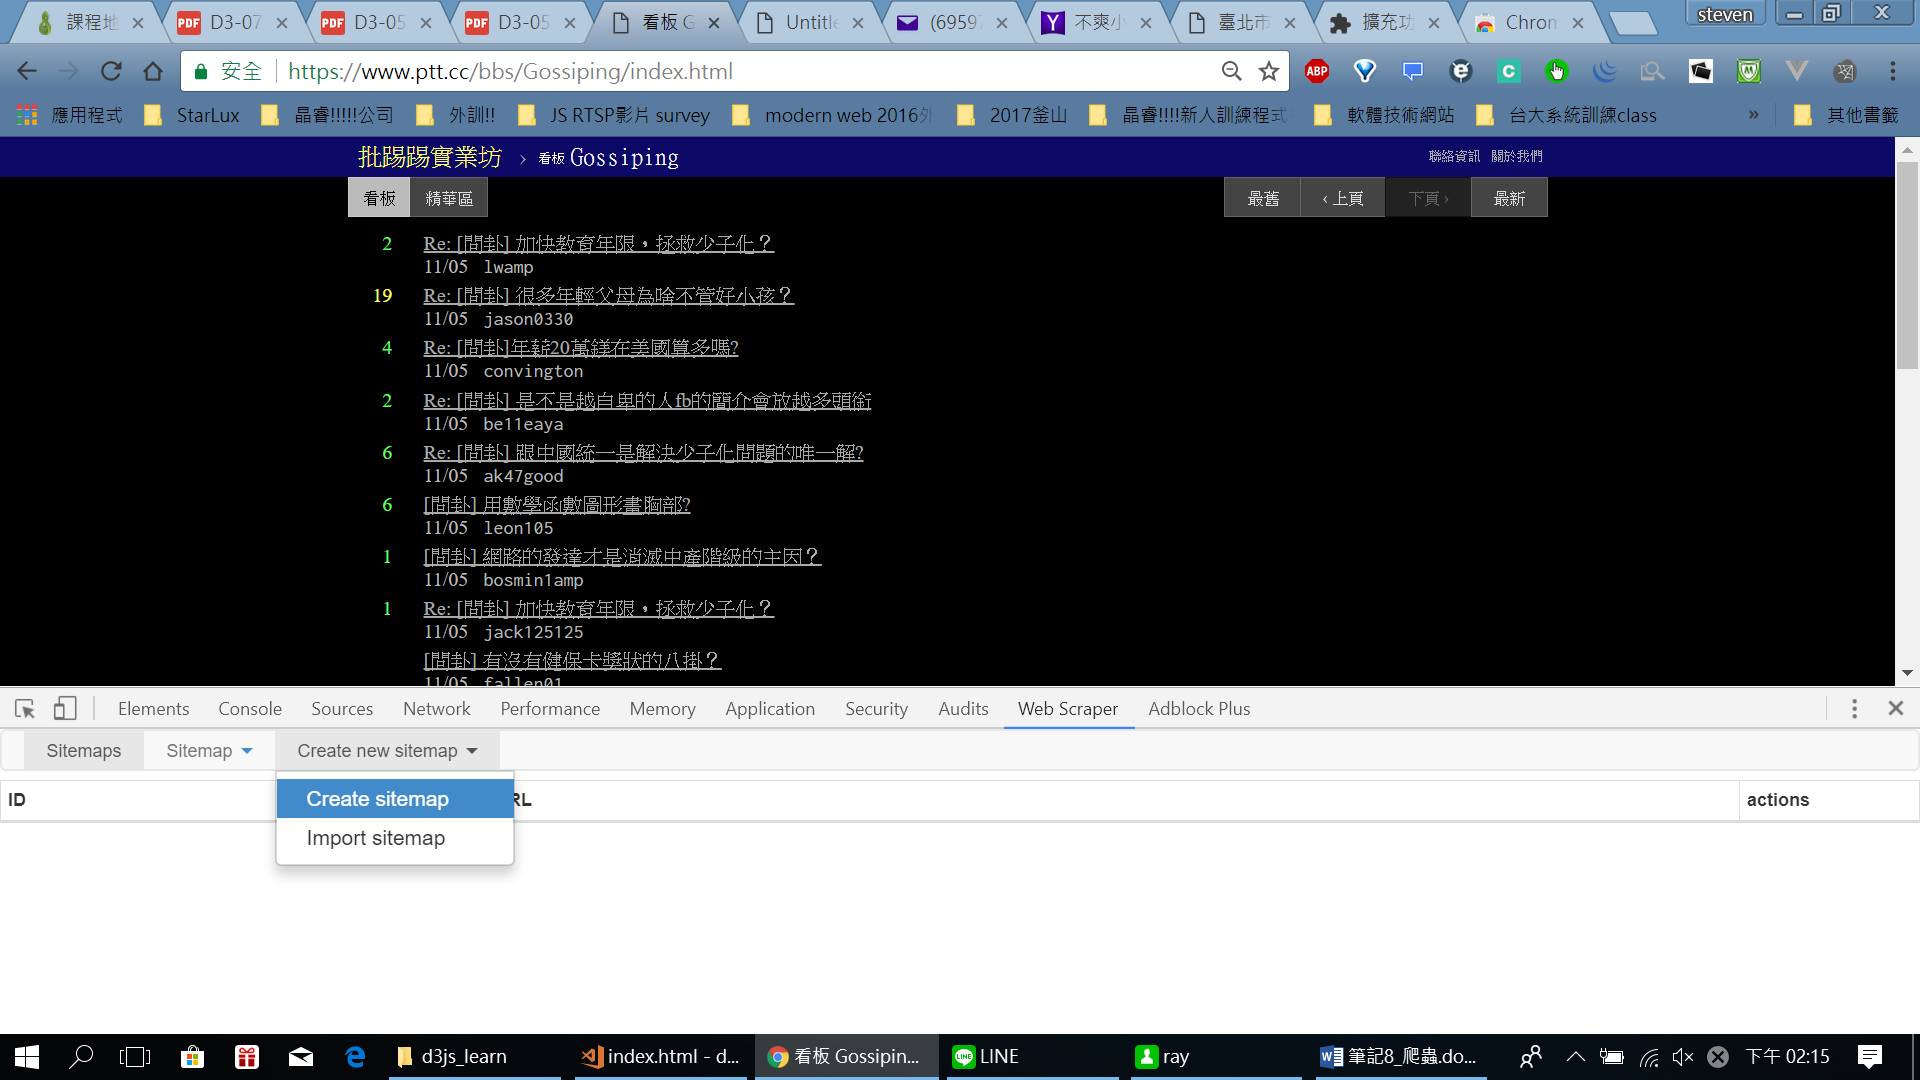 課程地 D3-07 D3-05 D3-05 看板 G Untitle (69597 不爽小 臺北市 擴充功 Chrom steven
安全 https://www.ptt.cc/bbs/Gossiping/index.html ABP
應用程式 StarLux 晶睿!!!!!公司 外訓!! JS RTSP影片 survey modern web 2016外 2017釜山 晶睿!!!!新人訓練程式 軟體技術網站 台大系統訓練class » 其他書籤
批踢踢實業坊 › 看板 Gossiping 聯絡資訊 關於我們
看板 精華區 最舊 ‹ 上頁 下頁 › 最新
2 Re: [問卦] 加快教育年限，拯救少子化？
11/05 lwamp
19 Re: [問卦] 很多年輕父母為啥不管好小孩？
11/05 jason0330
4 Re: [問卦]年薪20萬鎂在美國算多嗎?
11/05 convington
2 Re: [問卦] 是不是越自卑的人fb的簡介會放越多頭銜
11/05 be11eaya
6 Re: [問卦] 跟中國統一是解決少子化問題的唯一解?
11/05 ak47good
6 [問卦] 用數學函數圖形畫胸部?
11/05 leon105
1 [問卦] 網路的發達才是消滅中產階級的主因？
11/05 bosmin1amp
1 Re: [問卦] 加快教育年限，拯救少子化？
11/05 jack125125
[問卦] 有沒有健保卡獎狀的八掛？
11/05 fallen01
Elements Console Sources Network Performance Memory Application Security Audits Web Scraper Adblock Plus
Sitemaps Sitemap Create new sitemap
ID RL actions
Create sitemap
Import sitemap
d3js_learn index.html - d... 看板 Gossipin... LINE ray 筆記8_爬蟲.do... 下午 02:15